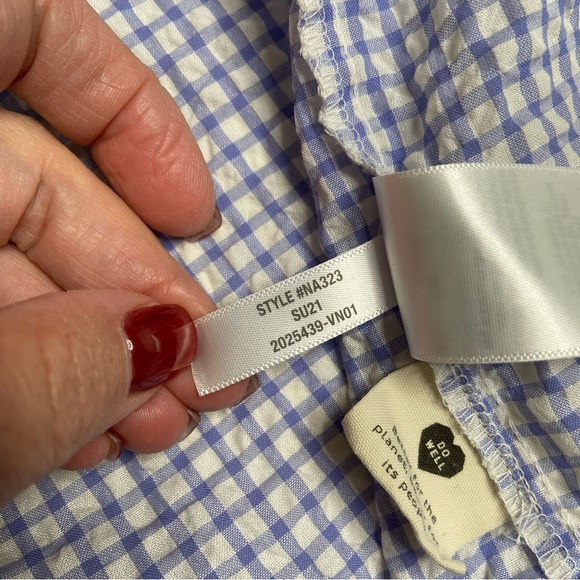 STYLE #NA323
SU21
2025439-VN01
DO
WELL
planet for the
its people